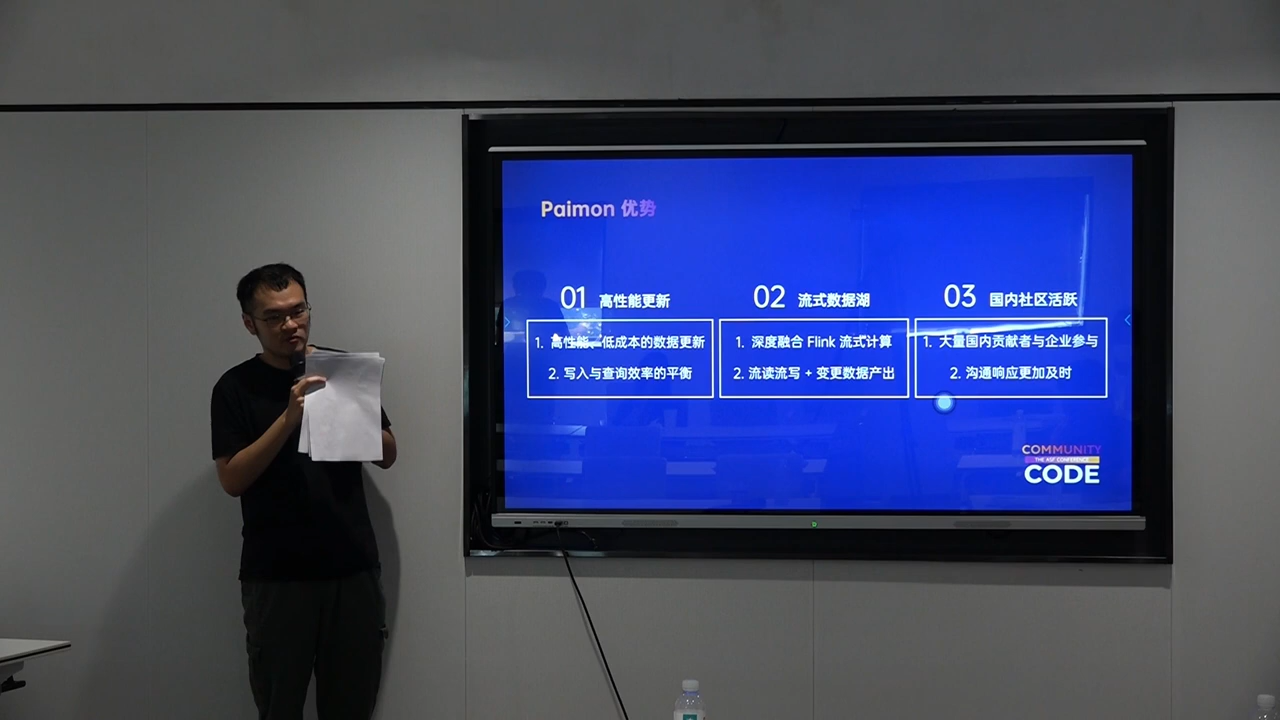 Paimon 优势
01 高性能更新
1. 高性能、低成本的数据更新
2. 写入与查询效率的平衡
02 流式数据湖
1. 深度融合 Flink 流式计算
2. 流读流写 + 变更数据产出
03 国内社区活跃
1. 大量国内贡献者与企业参与
2. 沟通响应更加及时
COMMUNITY
THE ASF CONFERENCE
CODE